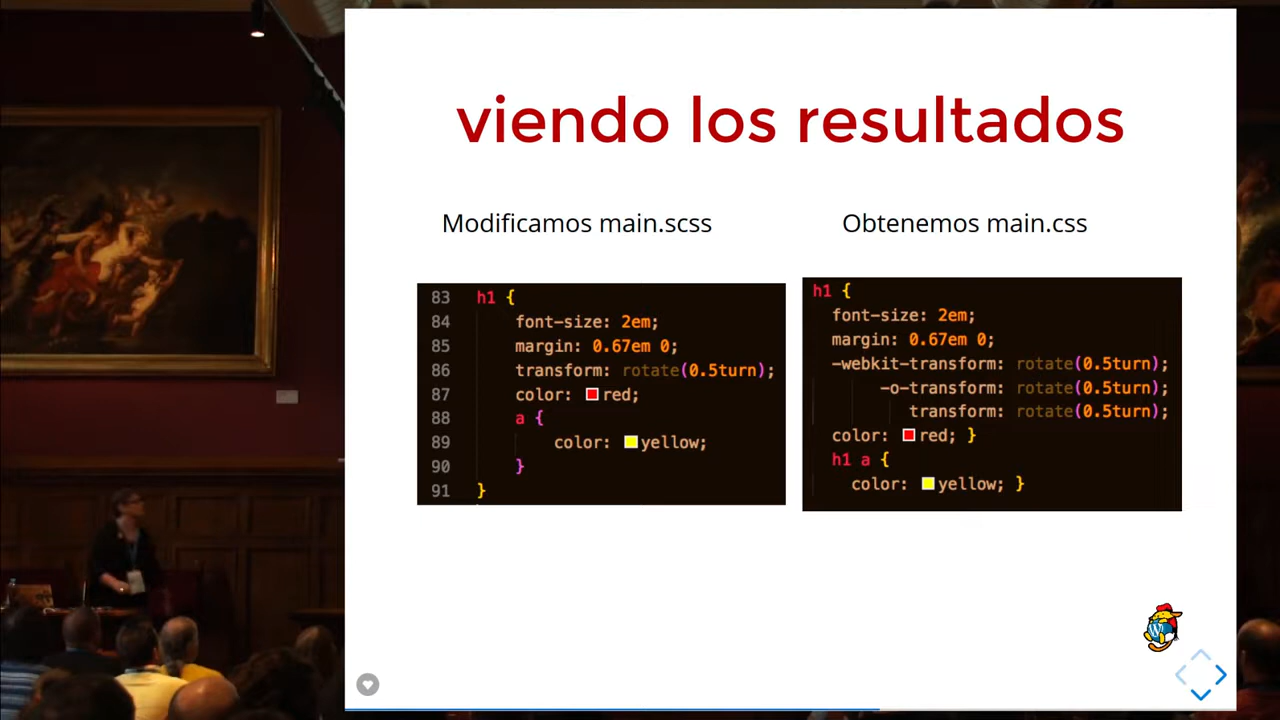 viendo los resultados
Modificamos main.scss
Obtenemos main.css
83 h1 {
84 font-size: 2em;
85 margin: 0.67em 0;
86 transform: rotate(0.5turn);
87 color: red;
88 a {
89 color: yellow;
90 }
91 }
h1 {
font-size: 2em;
margin: 0.67em 0;
-webkit-transform: rotate(0.5turn);
-o-transform: rotate(0.5turn);
transform: rotate(0.5turn);
color: red; }
h1 a {
color: yellow; }